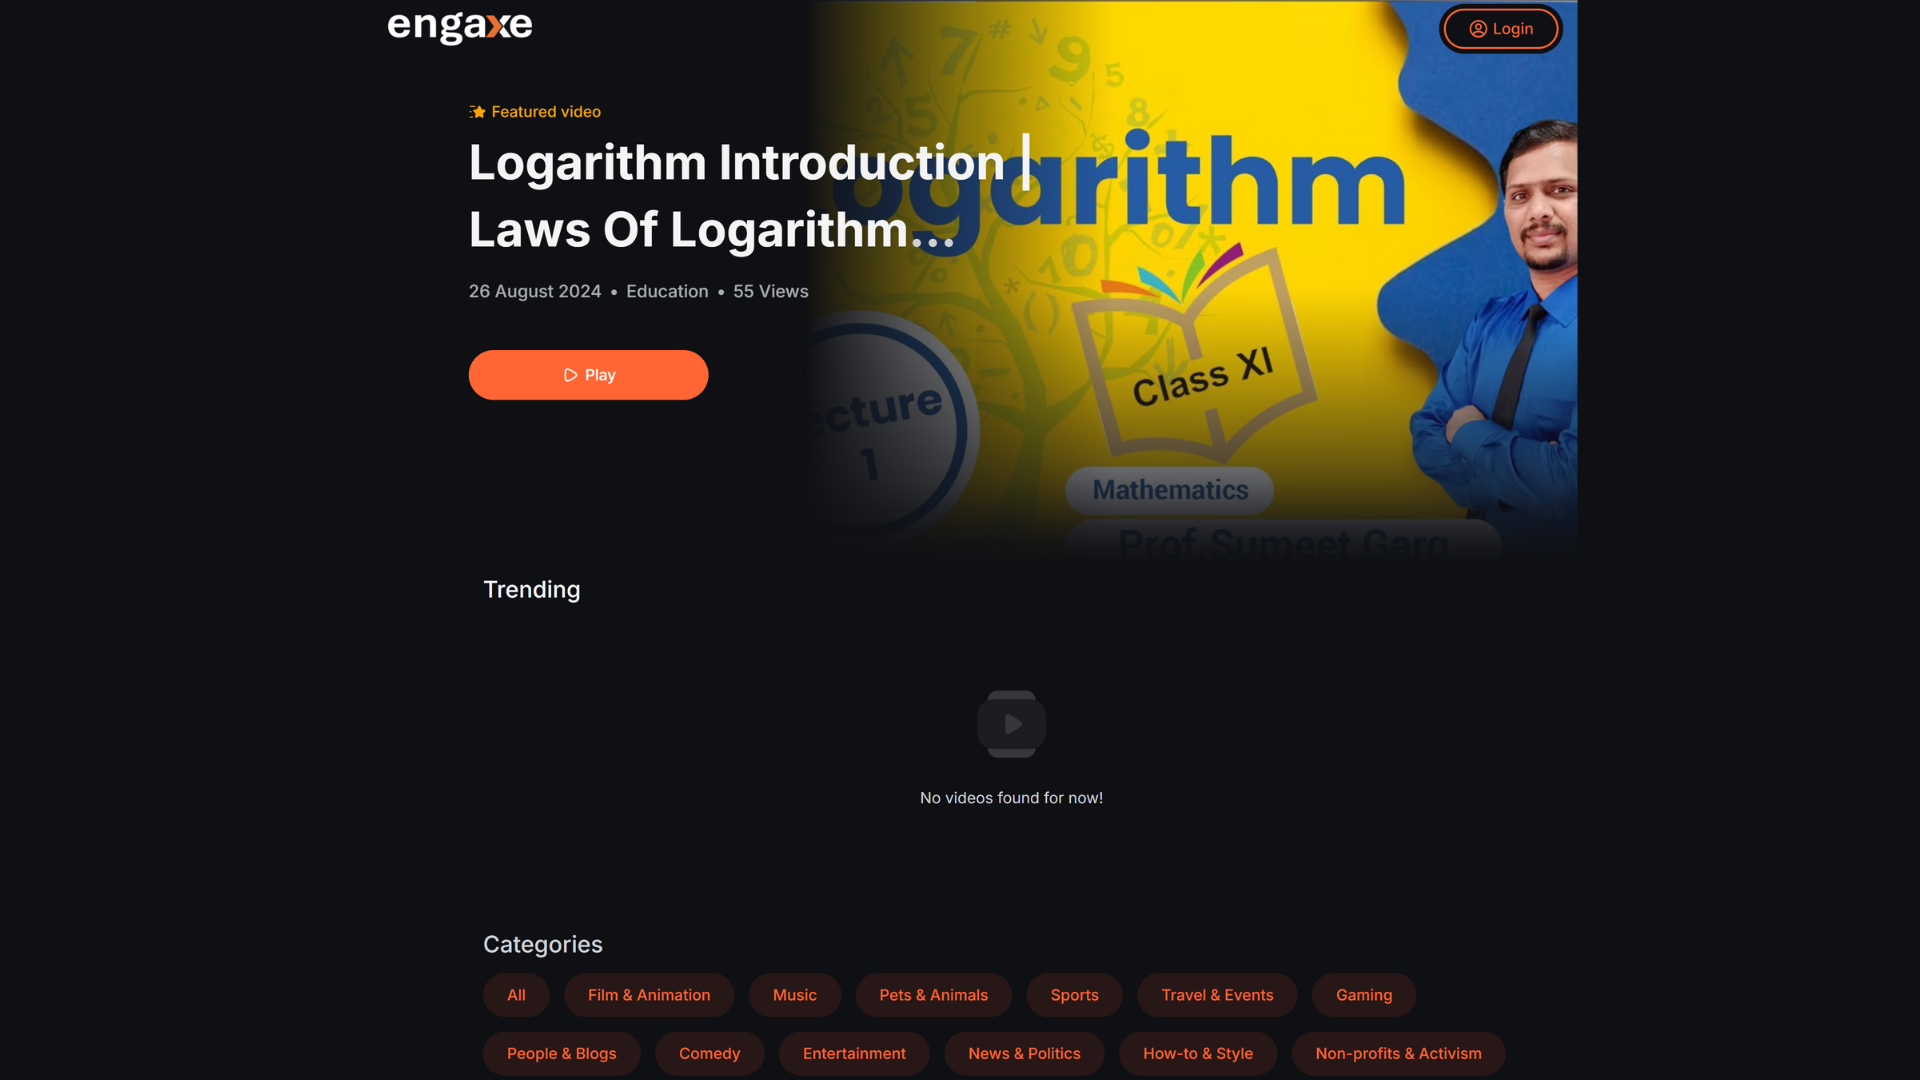 engaxe
Login
Featured video
Logarithm Introduction |
Laws Of Logarithm...
26 August 2024 • Education • 55 Views
Play
Logarithm
Class XI
Lecture
1
Mathematics
Prof.Sumeet Garg
Trending
No videos found for now!
Categories
All
Film & Animation
Music
Pets & Animals
Sports
Travel & Events
Gaming
People & Blogs
Comedy
Entertainment
News & Politics
How-to & Style
Non-profits & Activism